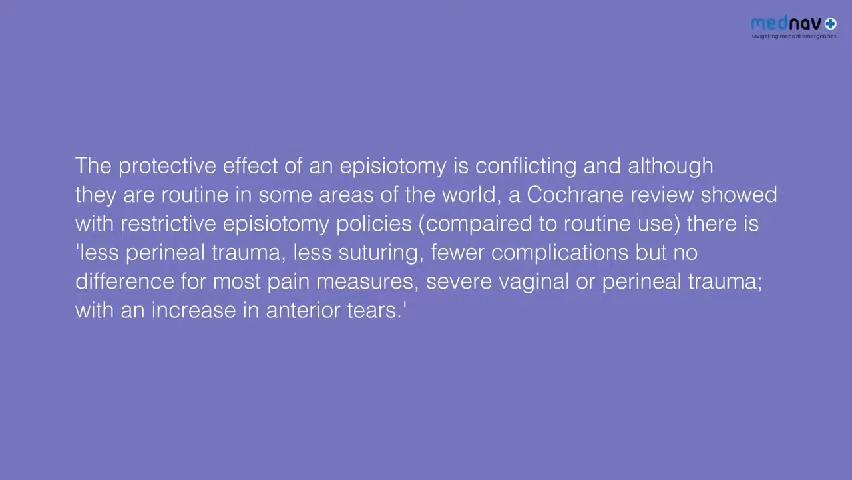 mednav
The protective effect of an episiotomy is conflicting and although
they are routine in some areas of the world, a Cochrane review showed
with restrictive episiotomy policies (compaired to routine use) there is
'less perineal trauma, less suturing, fewer complications but no
difference for most pain measures, severe vaginal or perineal trauma;
with an increase in anterior tears.'